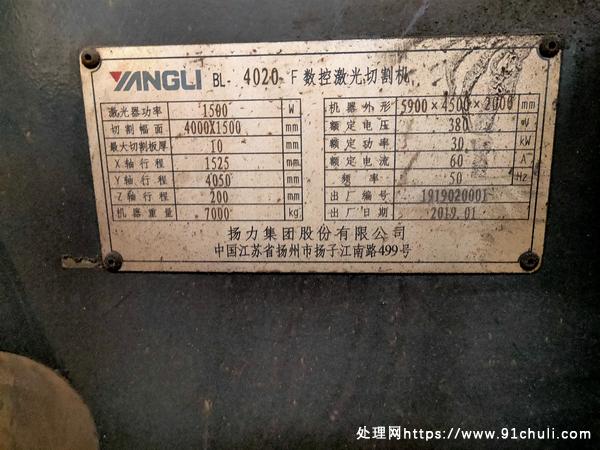 YANGLI BL- 4020- F 数控激光切割机
激光器功率 1500 W 机器外形 5900×4500×2000 mm
切割幅面 4000X1500 mm 额定电压 380 V
最大切割板厚 10 mm 额定功率 30 kW
X轴行程 1525 mm 额定电流 60 A
Y轴行程 4050 mm 频率 50 Hz
Z轴行程 200 mm 出厂编号 1919020001
机器重量 7000 kg 出厂日期 2019.01
扬力集团股份有限公司
中国江苏省扬州市扬子江南路499号
处理网https://www.91chuli.com